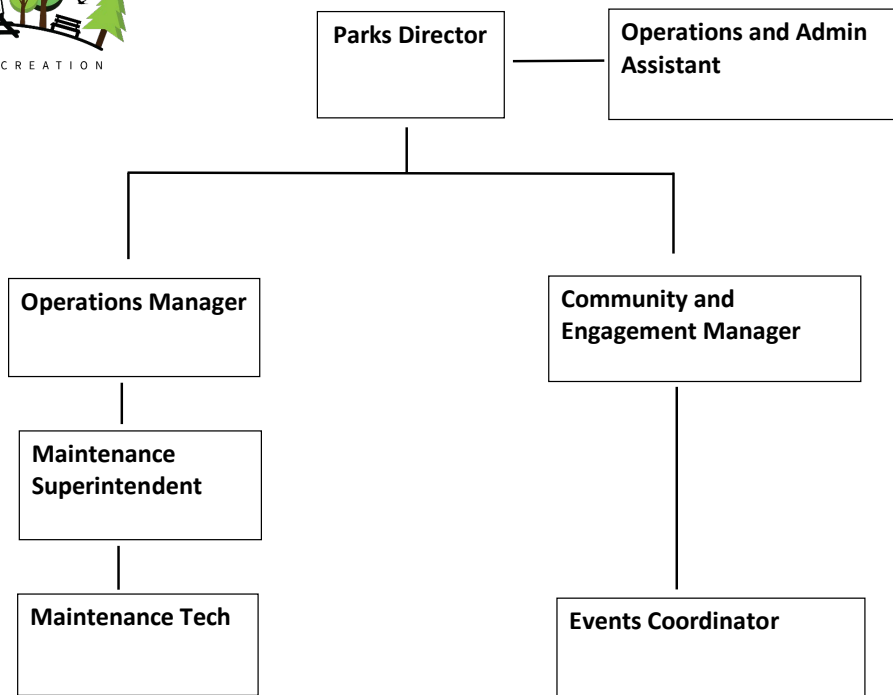 CREATION
Parks Director
Operations and Admin
Assistant
Operations Manager
Community and
Engagement Manager
Maintenance
Superintendent
Maintenance Tech
Events Coordinator